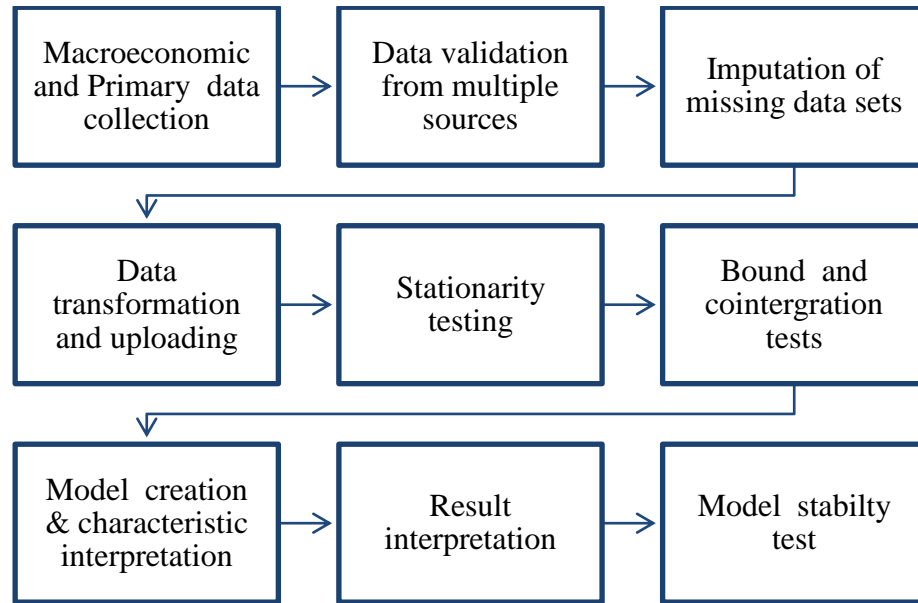 Macroeconomic
and Primary data
collection
Data validation
from multiple
sources
Imputation of
missing data sets
Data
transformation
and uploading
Stationarity
testing
Bound and
cointergration
tests
Model creation
& characteristic
interpretation
Result
interpretation
Model stabilty
test